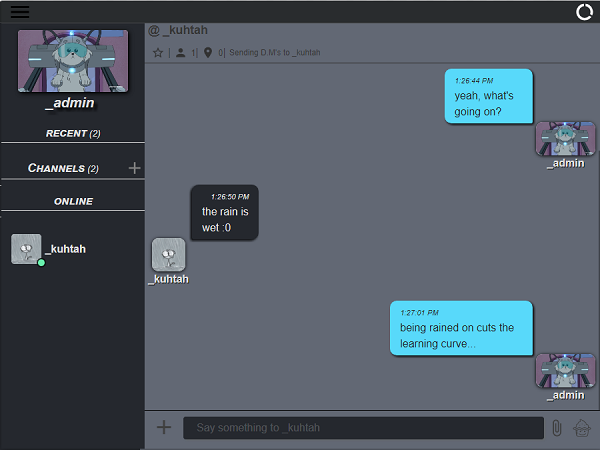 _admin
RECENT (2)
CHANNELS (2)
ONLINE
_kuhtah
@ _kuhtah
1| 0| Sending D.M's to _kuhtah
1:26:44 PM
yeah, what's
going on?
_admin
1:26:50 PM
the rain is
wet :0
_kuhtah
1:27:01 PM
being rained on cuts the
learning curve...
_admin
Say something to _kuhtah